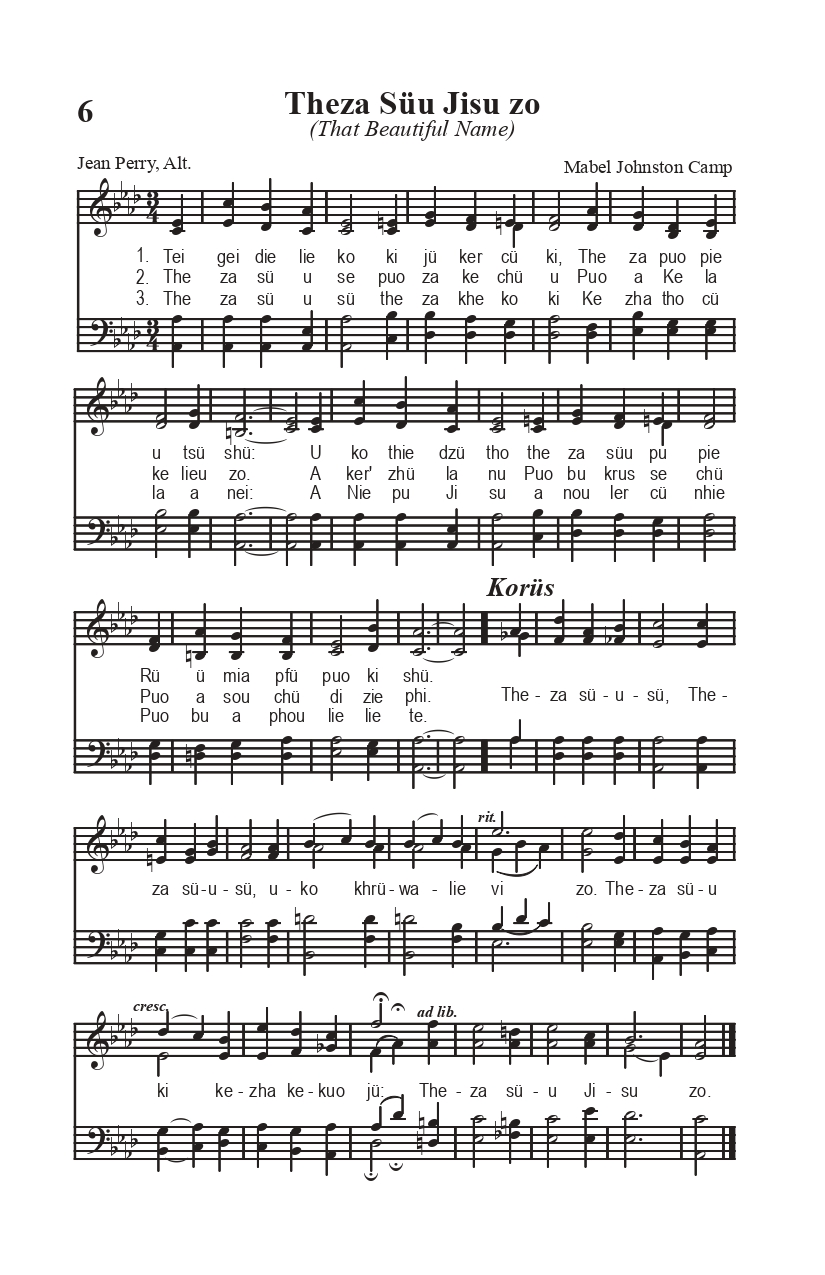 6
Theza Süu Jisu zo
(That Beautiful Name)
Jean Perry, Alt.
Mabel Johnston Camp
1. Tei gei die lie ko ki jü ker cü ki, The za puo pie
2. The za sü u se puo za ke chü u Puo a Ke la
3. The za sü u sü the za khe ko ki Ke zha tho cü
u tsü shü: U ko thie dzü tho the za süu pu pie
ke lieu zo. A ker' zhü la nu Puo bu krus se chü
la a nei: A Nie pu Ji su a nou ler cü nhie
Korüs
Rü ü mia pfü puo ki shü.
Puo a sou chü di zie phi. The - za sü - u - sü, The -
Puo bu a phou lie lie te.
rit.
za sü - u - sü, u - ko khrü - wa - lie vi zo. The - za sü - u
cresc.
ad lib.
ki ke - zha ke - kuo jü: The - za sü - u Ji - su zo.